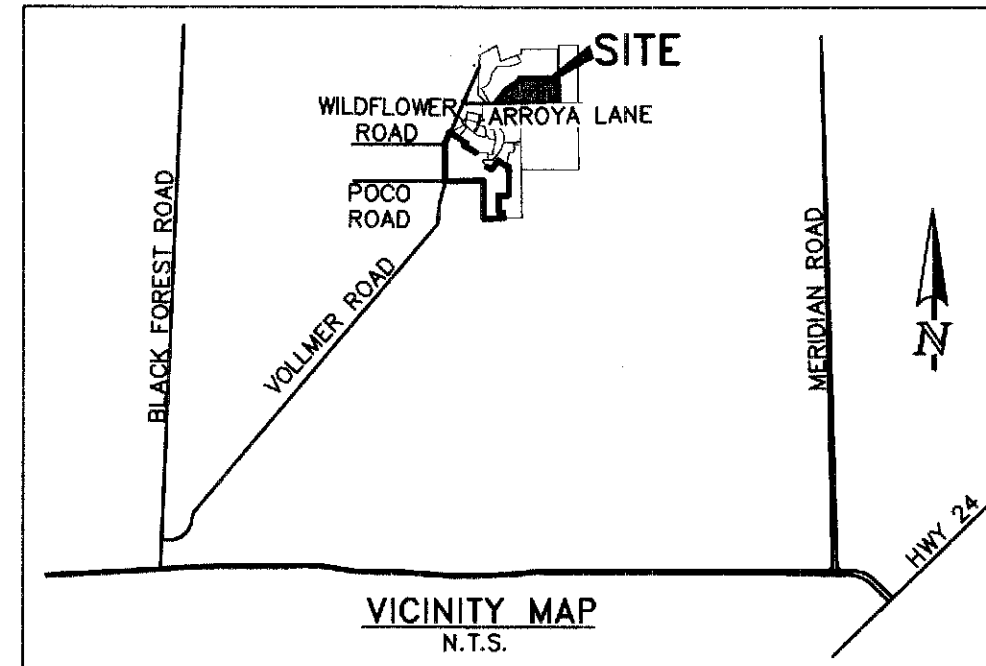 SITE
WILDFLOWER
ROAD
ARROYA LANE
POCO
ROAD
BLACK FOREST ROAD
VOLLMER ROAD
MERIDIAN ROAD
N
HWY 24
VICINITY MAP
N.T.S.